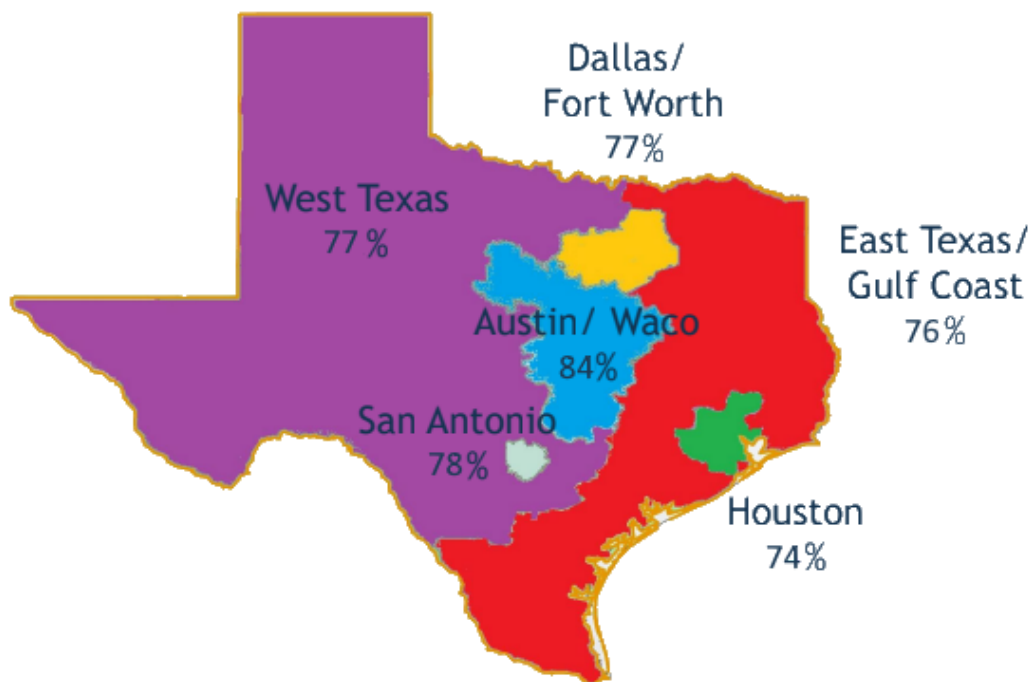 Dallas/
Fort Worth
77%
West Texas
77%
East Texas/
Gulf Coast
76%
Austin/ Waco
84%
San Antonio
78%
Houston
74%